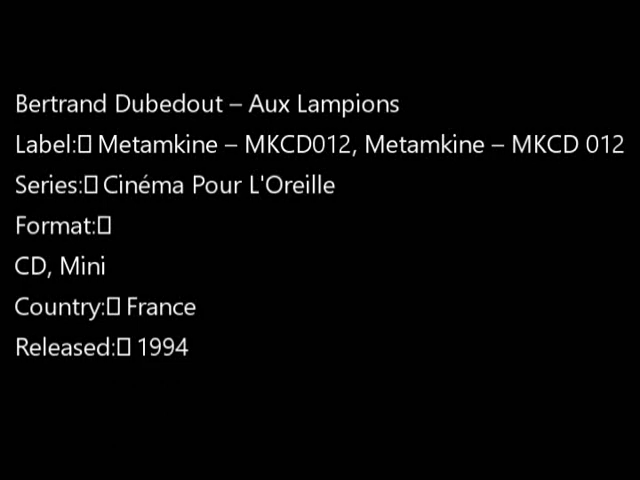 Bertrand Dubedout – Aux Lampions
Label:▯ Metamkine – MKCD012, Metamkine – MKCD 012
Series:▯ Cinéma Pour L'Oreille
Format:▯
CD, Mini
Country:▯ France
Released:▯ 1994